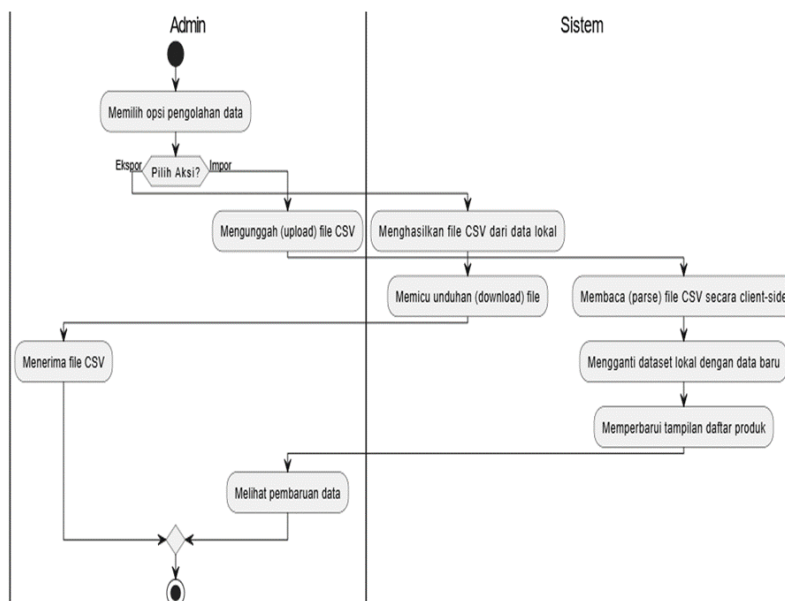 Admin
Sistem
Memilih opsi pengolahan data
Ekspor
Pilih Aksi?
Impor
Mengunggah (upload) file CSV
Menghasilkan file CSV dari data lokal
Memicu unduhan (download) file
Membaca (parse) file CSV secara client-side
Menerima file CSV
Mengganti dataset lokal dengan data baru
Memperbarui tampilan daftar produk
Melihat pembaruan data